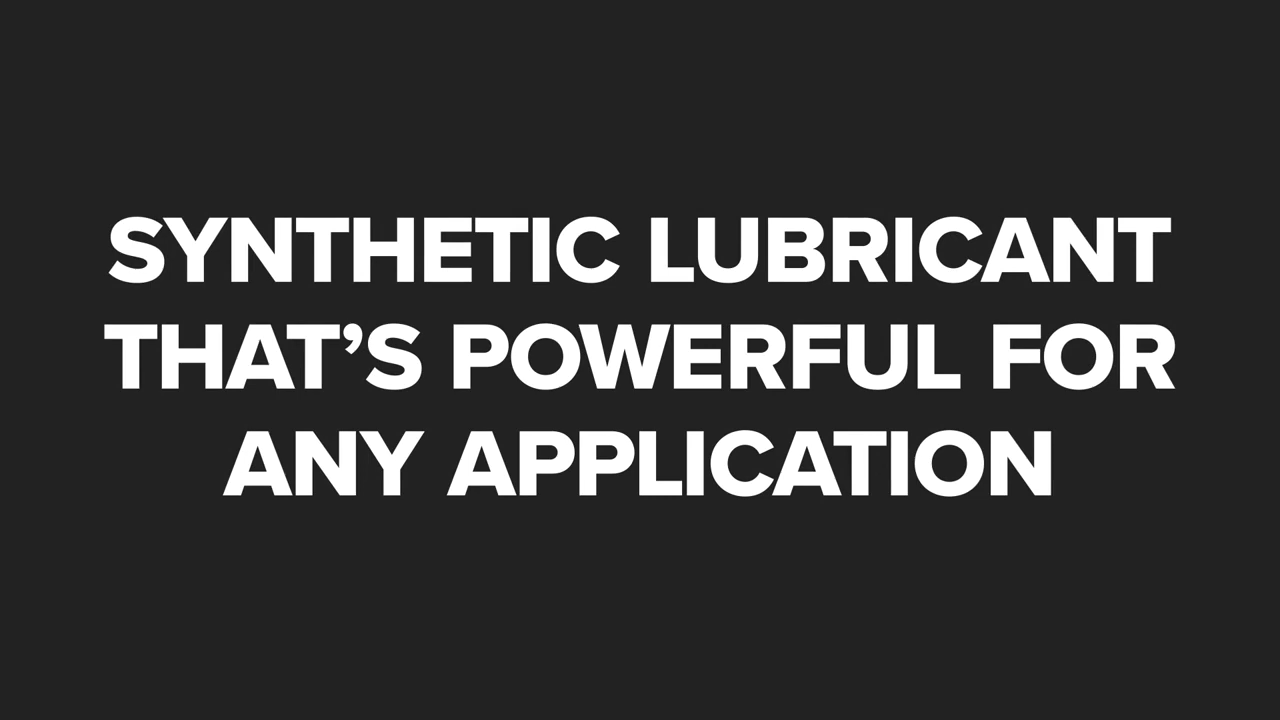 SYNTHETIC LUBRICANT
THAT’S POWERFUL FOR
ANY APPLICATION